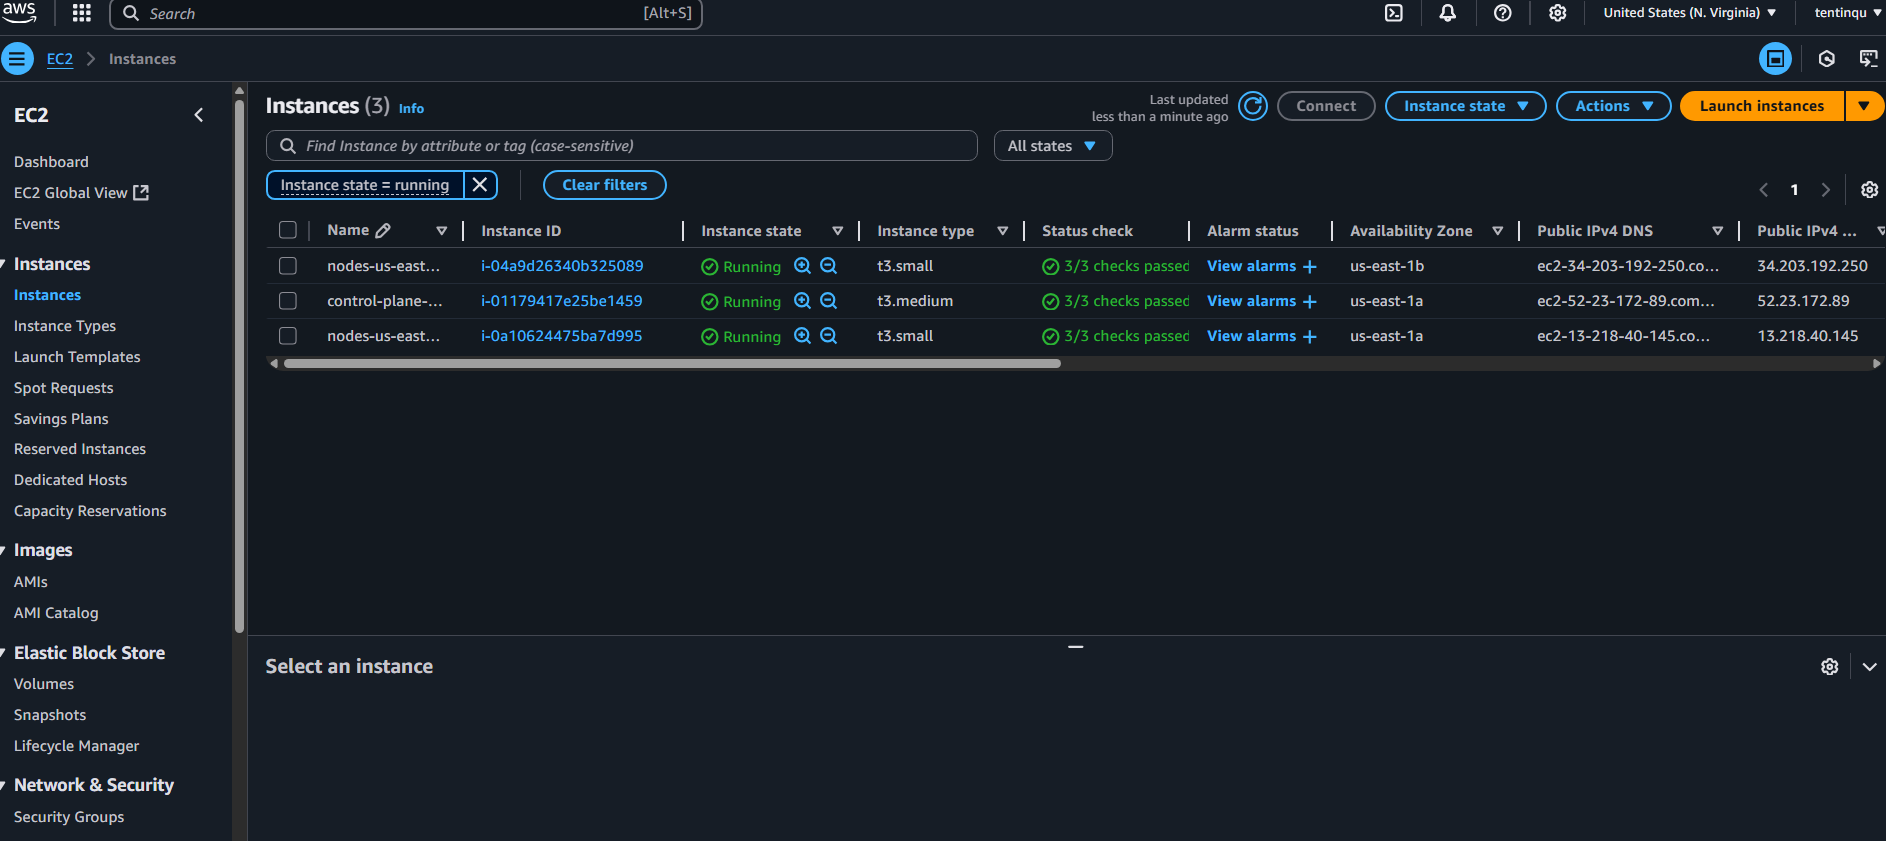 aws
Search [Alt+S]
United States (N. Virginia)
tentinqu
EC2
Instances
EC2
Dashboard
EC2 Global View
Events
Instances
Instances
Instance Types
Launch Templates
Spot Requests
Savings Plans
Reserved Instances
Dedicated Hosts
Capacity Reservations
Images
AMIs
AMI Catalog
Elastic Block Store
Volumes
Snapshots
Lifecycle Manager
Network & Security
Security Groups
Instances (3) Info
Last updated
less than a minute ago
Connect
Instance state
Actions
Launch instances
Find Instance by attribute or tag (case-sensitive)
All states
Instance state = running
Clear filters
1
Name Instance ID Instance state Instance type Status check Alarm status Availability Zone Public IPv4 DNS Public IPv4 ...
nodes-us-east... i-04a9d26340b325089 Running t3.small 3/3 checks passed View alarms + us-east-1b ec2-34-203-192-250.co... 34.203.192.250
control-plane-... i-01179417e25be1459 Running t3.medium 3/3 checks passed View alarms + us-east-1a ec2-52-23-172-89.com... 52.23.172.89
nodes-us-east... i-0a10624475ba7d995 Running t3.small 3/3 checks passed View alarms + us-east-1a ec2-13-218-40-145.co... 13.218.40.145
Select an instance